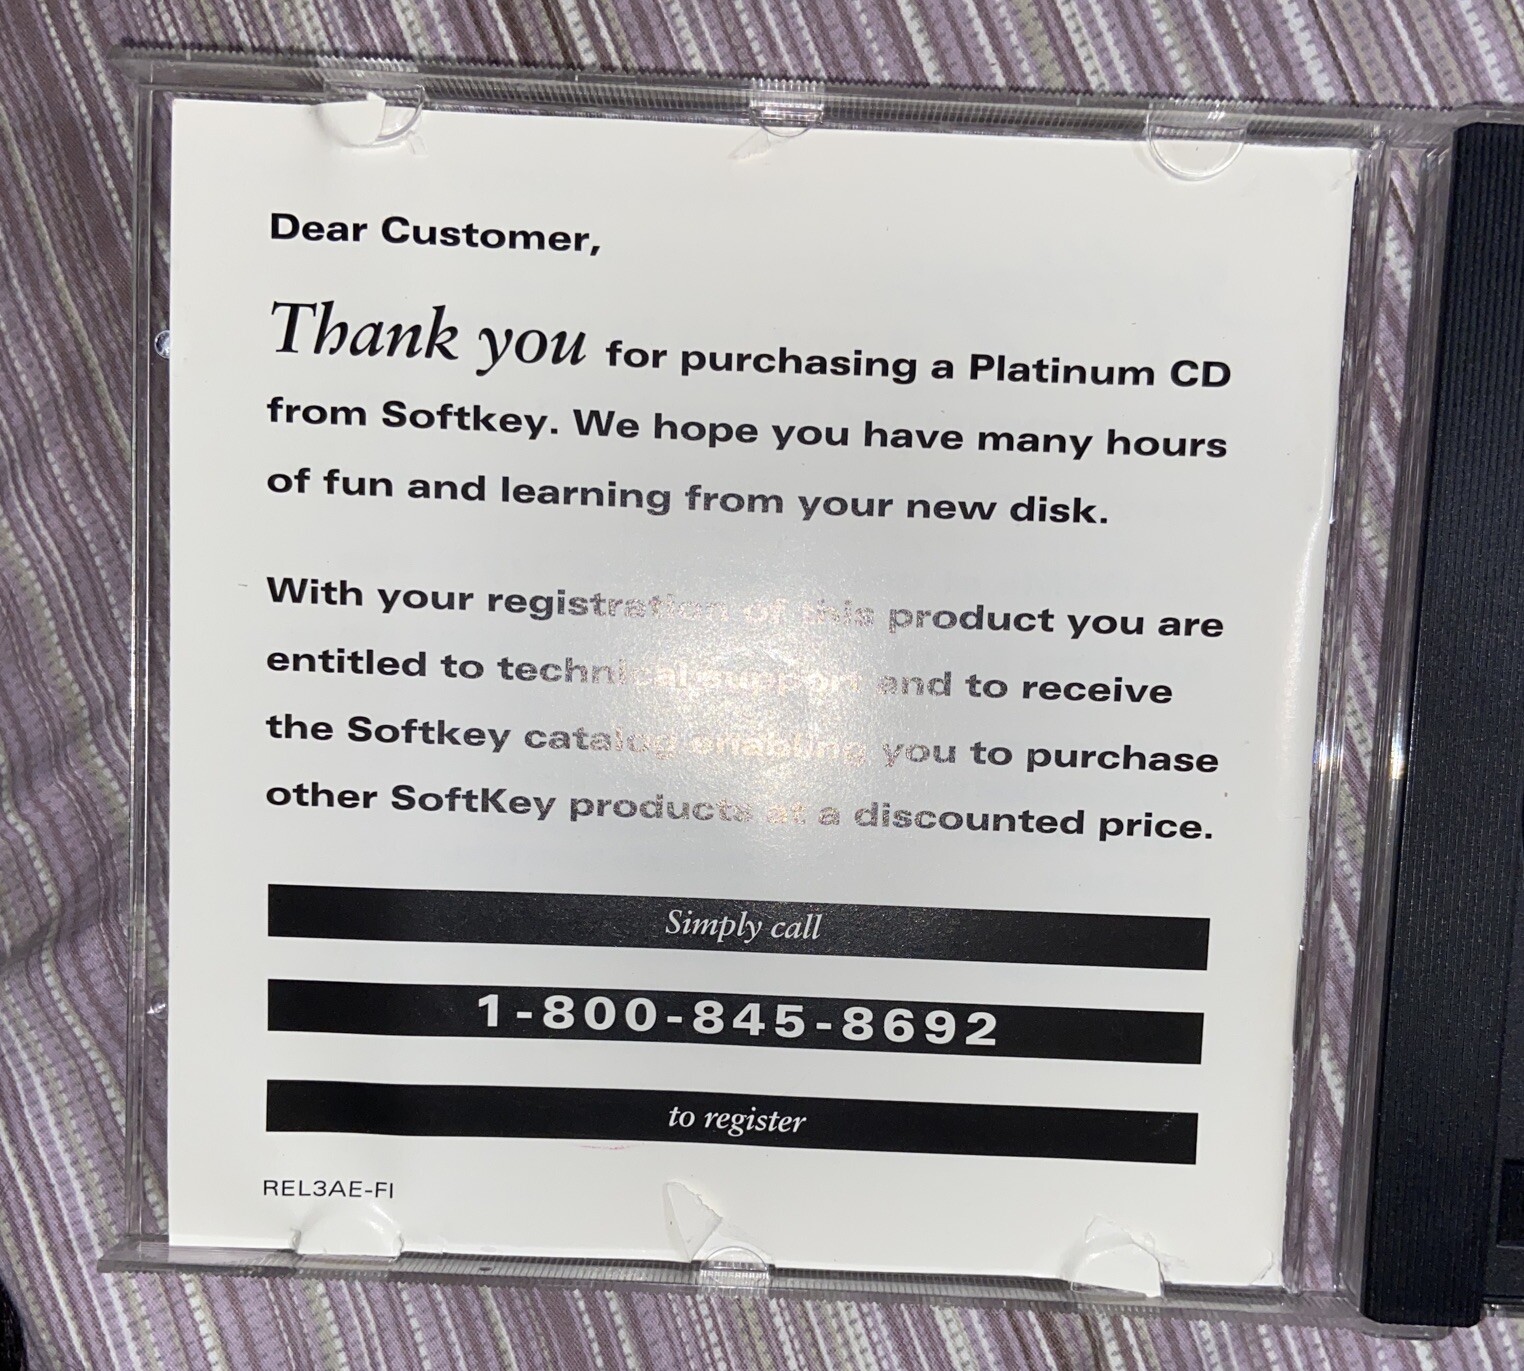 Dear Customer,
Thank you for purchasing a Platinum CD
from Softkey. We hope you have many hours
of fun and learning from your new disk.
With your registration of this product you are
entitled to technical support and to receive
the Softkey catalog enabling you to purchase
other SoftKey products at a discounted price.
Simply call
1-800-845-8692
to register
REL3AE-FI